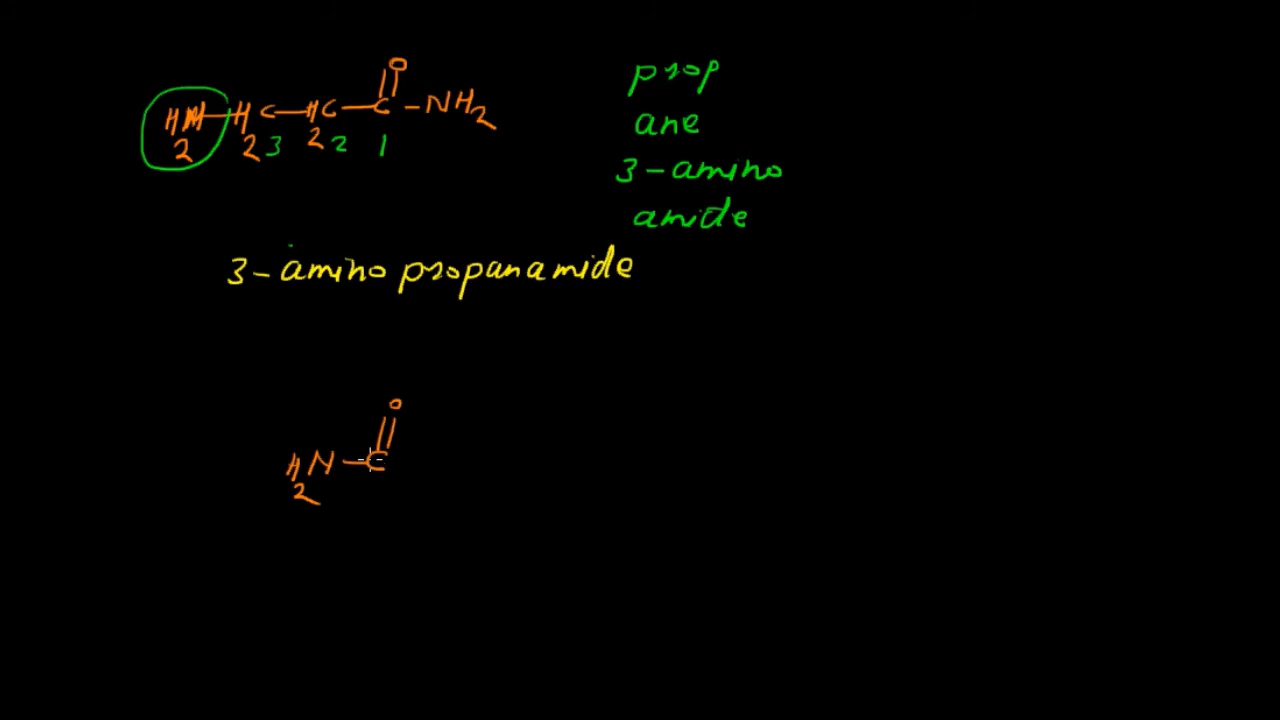 O
H₂N-H₂C-H₂C-C-NH₂
3 2 1
prop
ane
3-amino
amide
3-amino propanamide
O
H₂N-C